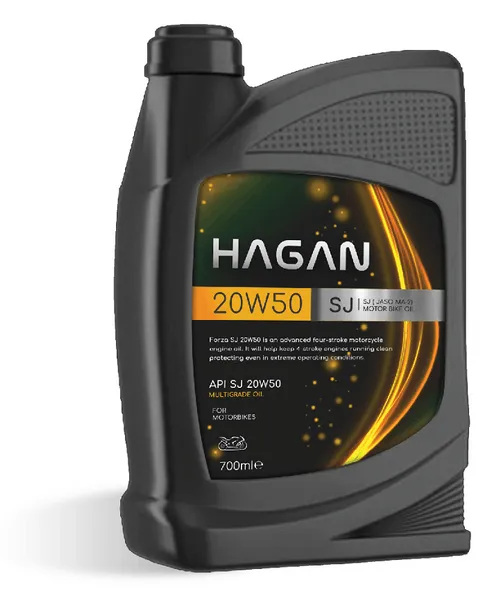 HAGAN
20W50
SJ
SJ (JASO MA-2)
MOTOR BIKE OIL
Forza SJ 20W50 is an advanced four-stroke motorcycle
engine oil. It will help keep 4-stroke engines running clean
protecting even in extreme operating conditions.
API SJ 20W50
MULTIGRADE OIL
FOR
MOTORBIKES
700ml℮